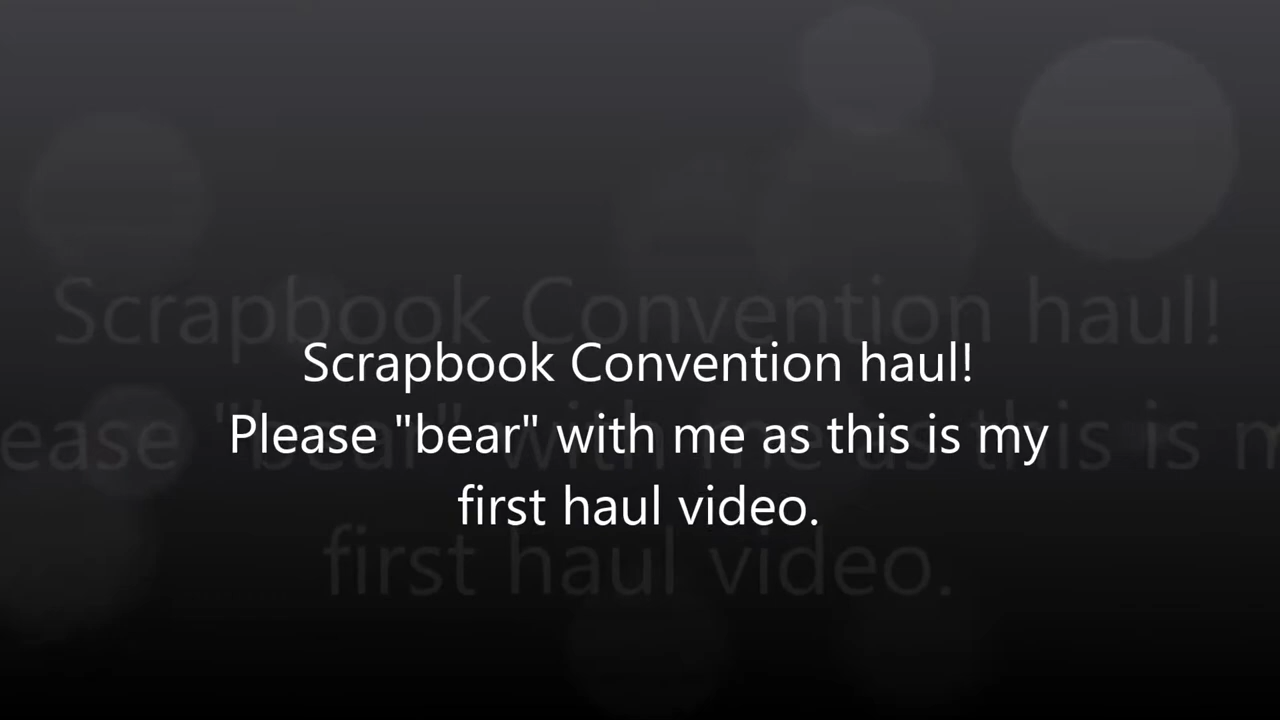 Scrapbook Convention haul!
Please "bear" with me as this is my
first haul video.